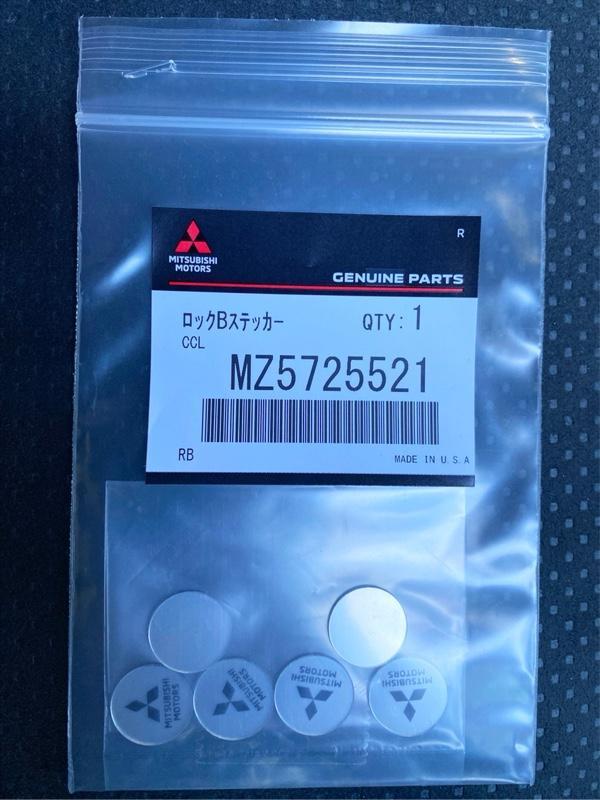 R
MITSUBISHI
MOTORS
GENUINE PARTS
ロックBステッカー QTY: 1
CCL
MZ5725521
RB MADE IN U.S.A
MITSUBISHI
MOTORS
MITSUBISHI
MOTORS
MITSUBISHI
MOTORS
MITSUBISHI
MOTORS